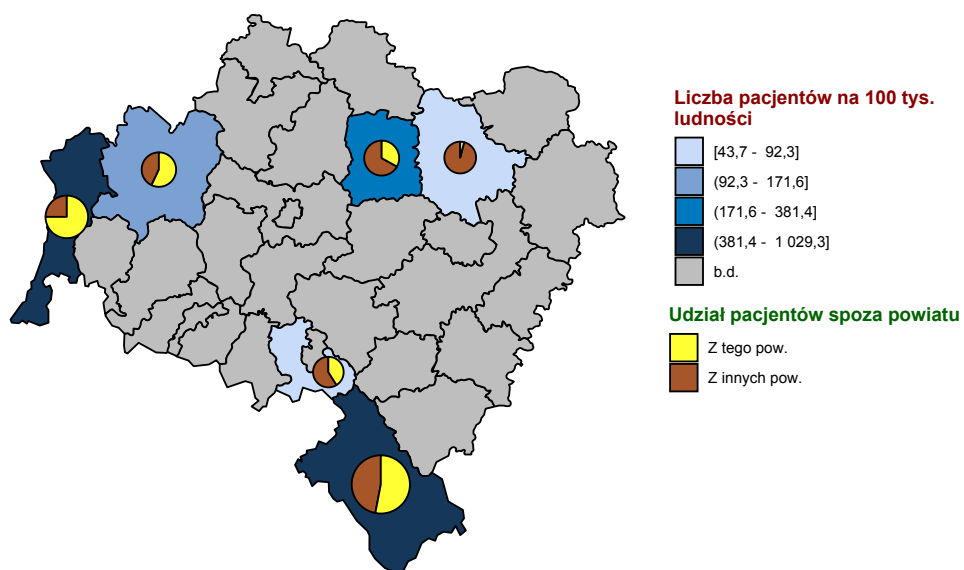 Liczba pacjentów na 100 tys.
ludności
[43,7 - 92,3]
(92,3 - 171,6]
(171,6 - 381,4]
(381,4 - 1 029,3]
b.d.
Udział pacjentów spoza powiatu
Z tego pow.
Z innych pow.